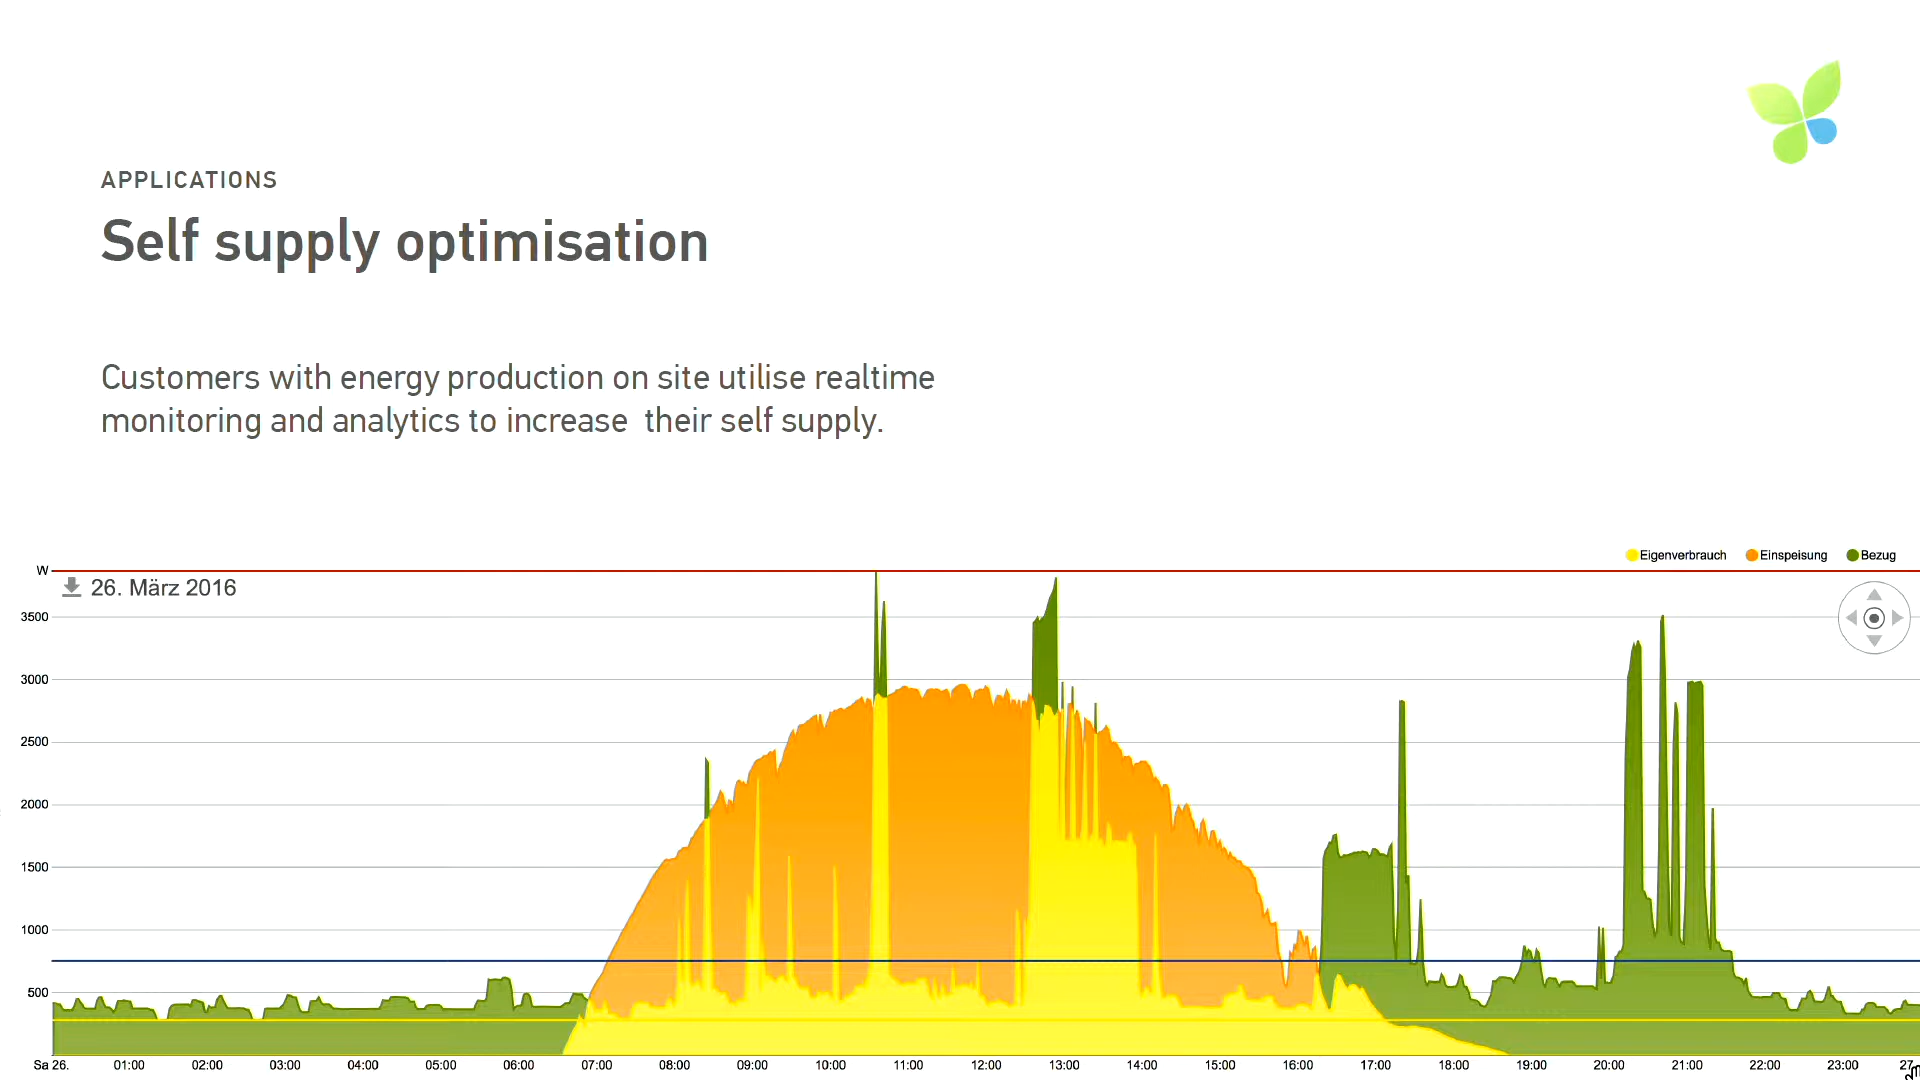 APPLICATIONS
Self supply optimisation
Customers with energy production on site utilise realtime
monitoring and analytics to increase their self supply.
Eigenverbrauch Einspeisung Bezug
W
26. März 2016
3500
3000
2500
2000
1500
1000
500
Sa 26. 01:00 02:00 03:00 04:00 05:00 06:00 07:00 08:00 09:00 10:00 11:00 12:00 13:00 14:00 15:00 16:00 17:00 18:00 19:00 20:00 21:00 22:00 23:00 27.